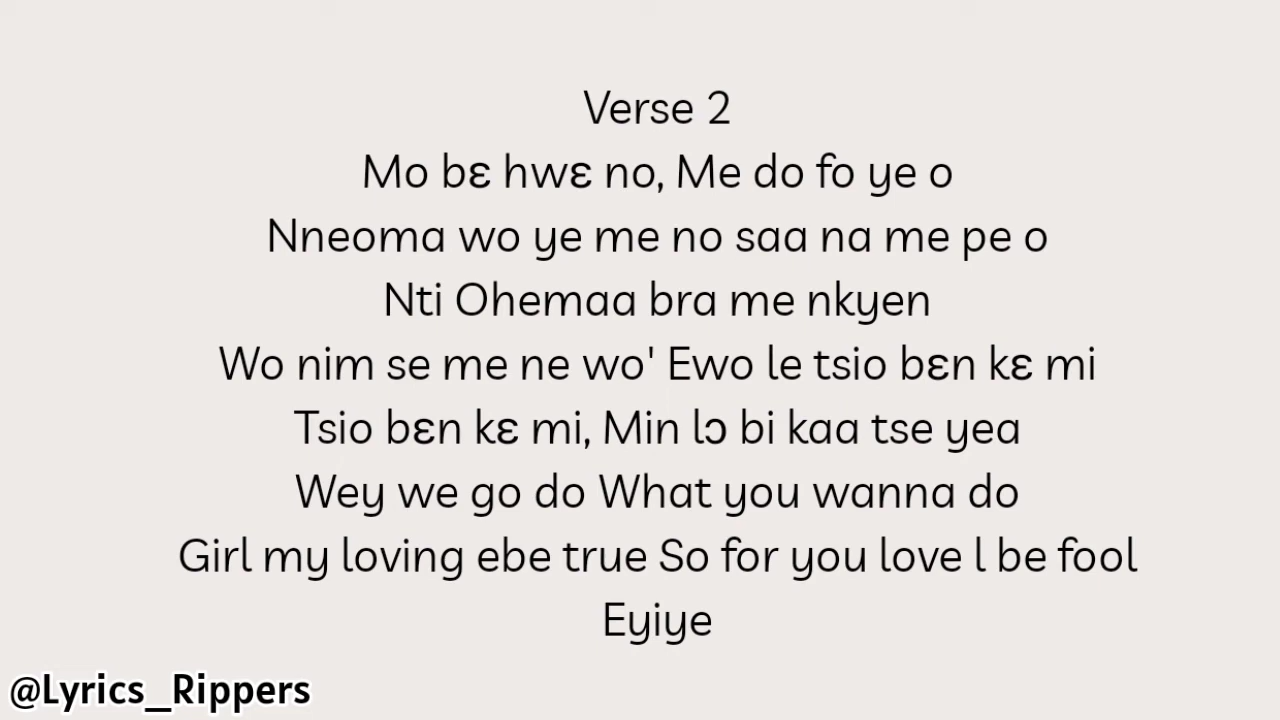 Verse 2
Mo bɛ hwɛ no, Me do fo ye o
Nneoma wo ye me no saa na me pe o
Nti Ohemaa bra me nkyen
Wo nim se me ne wo' Ewo le tsio bɛn kɛ mi
Tsio bɛn kɛ mi, Min lɔ bi kaa tse yea
Wey we go do What you wanna do
Girl my loving ebe true So for you love l be fool
Eyiye
@Lyrics_Rippers